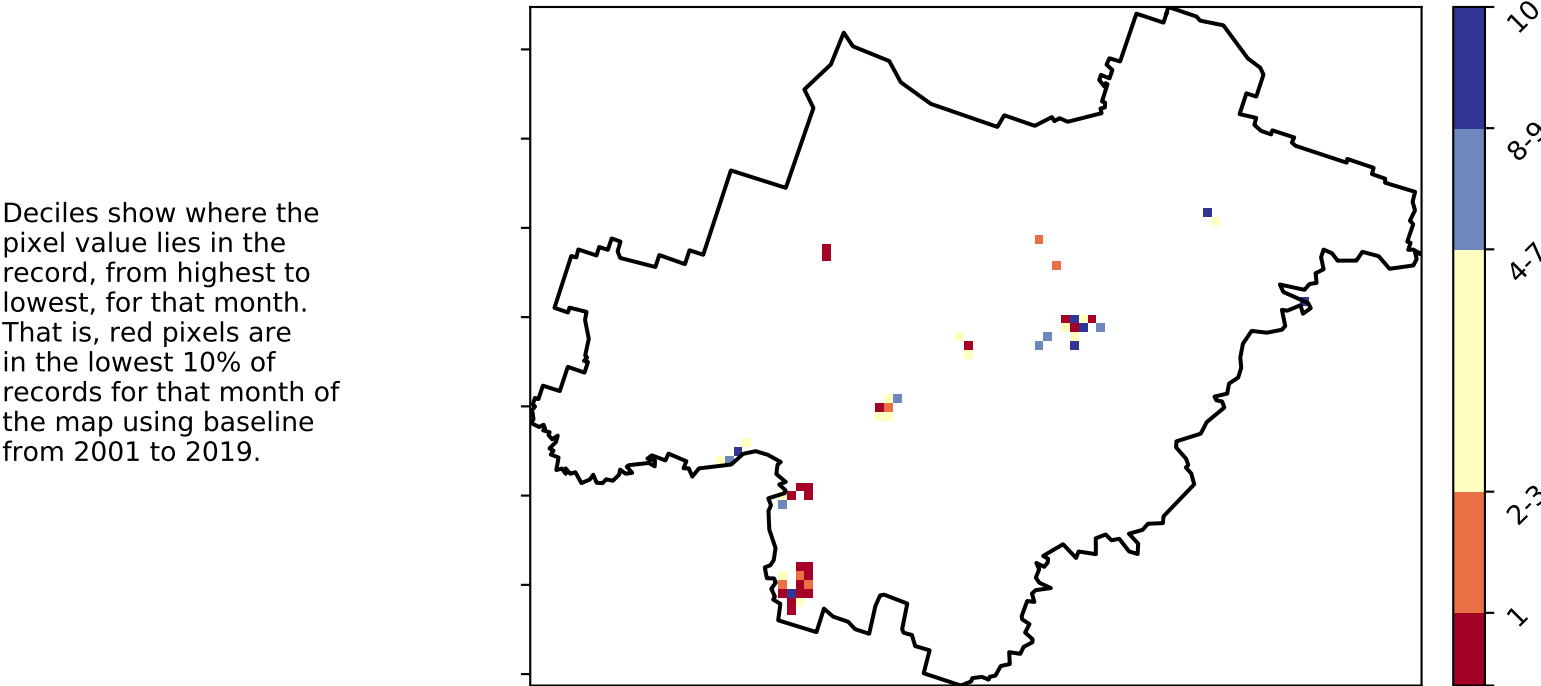 Deciles show where the
pixel value lies in the
record, from highest to
lowest, for that month.
That is, red pixels are
in the lowest 10% of
records for that month of
the map using baseline
from 2001 to 2019.
10
8-9
4-7
2-3
1